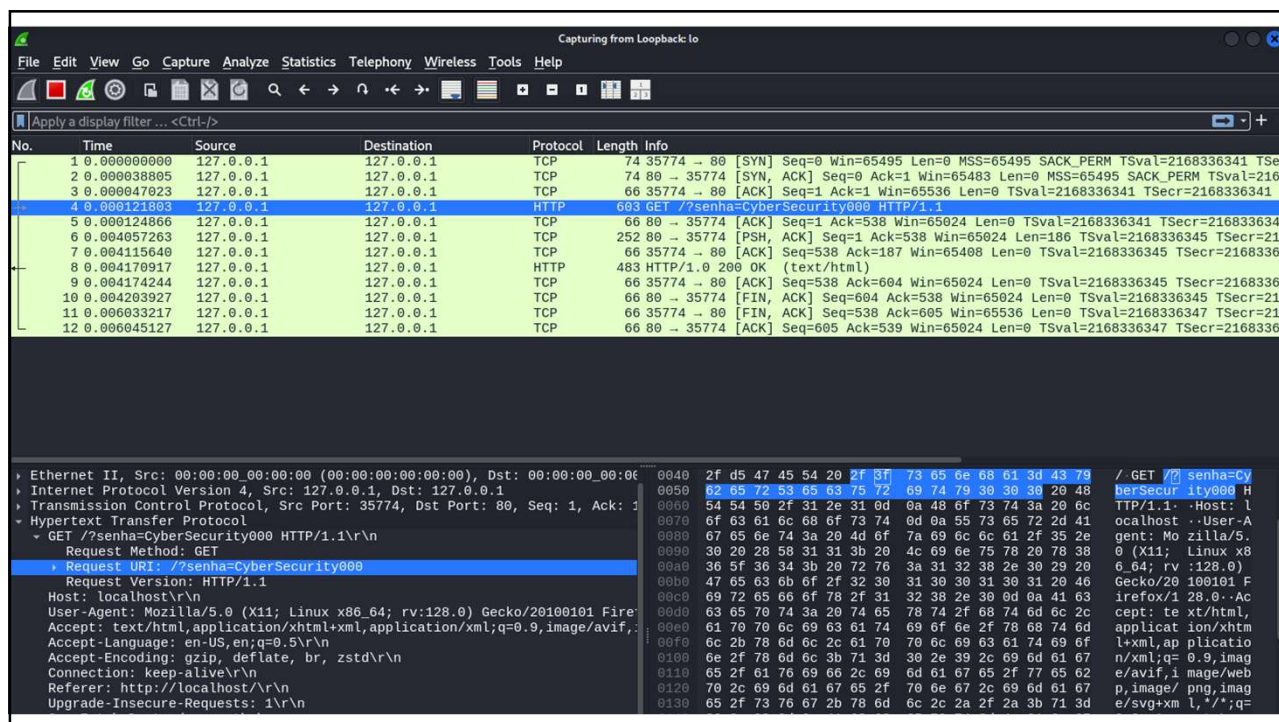 Capturing from Loopback: lo
File Edit View Go Capture Analyze Statistics Telephony Wireless Tools Help
Apply a display filter … <Ctrl-/>
No. Time Source Destination Protocol Length Info
1 0.000000000 127.0.0.1 127.0.0.1 TCP 74 35774 → 80 [SYN] Seq=0 Win=65495 Len=0 MSS=65495 SACK_PERM TSval=2168336341 TSe
2 0.000038805 127.0.0.1 127.0.0.1 TCP 74 80 → 35774 [SYN, ACK] Seq=0 Ack=1 Win=65483 Len=0 MSS=65495 SACK_PERM TSval=216
3 0.000047023 127.0.0.1 127.0.0.1 TCP 66 35774 → 80 [ACK] Seq=1 Ack=1 Win=65536 Len=0 TSval=2168336341 TSecr=2168336341
4 0.000121803 127.0.0.1 127.0.0.1 HTTP 603 GET /?senha=CyberSecurity000 HTTP/1.1
5 0.000124866 127.0.0.1 127.0.0.1 TCP 66 80 → 35774 [ACK] Seq=1 Ack=538 Win=65024 Len=0 TSval=2168336341 TSecr=216833634
6 0.004057263 127.0.0.1 127.0.0.1 TCP 252 80 → 35774 [PSH, ACK] Seq=1 Ack=538 Win=65024 Len=186 TSval=2168336345 TSecr=21
7 0.004115640 127.0.0.1 127.0.0.1 TCP 66 35774 → 80 [ACK] Seq=538 Ack=187 Win=65408 Len=0 TSval=2168336345 TSecr=2168336
8 0.004170917 127.0.0.1 127.0.0.1 HTTP 483 HTTP/1.0 200 OK (text/html)
9 0.004174244 127.0.0.1 127.0.0.1 TCP 66 35774 → 80 [ACK] Seq=538 Ack=604 Win=65024 Len=0 TSval=2168336345 TSecr=2168336
10 0.004203927 127.0.0.1 127.0.0.1 TCP 66 80 → 35774 [FIN, ACK] Seq=604 Ack=538 Win=65024 Len=0 TSval=2168336345 TSecr=21
11 0.006033217 127.0.0.1 127.0.0.1 TCP 66 35774 → 80 [FIN, ACK] Seq=538 Ack=605 Win=65536 Len=0 TSval=2168336347 TSecr=21
12 0.006045127 127.0.0.1 127.0.0.1 TCP 66 80 → 35774 [ACK] Seq=605 Ack=539 Win=65024 Len=0 TSval=2168336347 TSecr=2168336
Ethernet II, Src: 00:00:00_00:00:00 (00:00:00:00:00:00), Dst: 00:00:00_00:00
Internet Protocol Version 4, Src: 127.0.0.1, Dst: 127.0.0.1
Transmission Control Protocol, Src Port: 35774, Dst Port: 80, Seq: 1, Ack: 1
Hypertext Transfer Protocol
GET /?senha=CyberSecurity000 HTTP/1.1\r\n
Request Method: GET
Request URI: /?senha=CyberSecurity000
Request Version: HTTP/1.1
Host: localhost\r\n
User-Agent: Mozilla/5.0 (X11; Linux x86_64; rv:128.0) Gecko/20100101 Firef
Accept: text/html,application/xhtml+xml,application/xml;q=0.9,image/avif,
Accept-Language: en-US,en;q=0.5\r\n
Accept-Encoding: gzip, deflate, br, zstd\r\n
Connection: keep-alive\r\n
Referer: http://localhost/\r\n
Upgrade-Insecure-Requests: 1\r\n
0040 2f d5 47 45 54 20 2f 3f 73 65 6e 68 61 3d 43 79 /·GET /? senha=Cy
0050 62 65 72 53 65 63 75 72 69 74 79 30 30 30 20 48 berSecur ity000 H
0060 54 54 50 2f 31 2e 31 0d 0a 48 6f 73 74 3a 20 6c TTP/1.1· ·Host: l
0070 6f 63 61 6c 68 6f 73 74 0d 0a 55 73 65 72 2d 41 ocalhost ··User-A
0080 67 65 6e 74 3a 20 4d 6f 7a 69 6c 6c 61 2f 35 2e gent: Mo zilla/5.
0090 30 20 28 58 31 31 3b 20 4c 69 6e 75 78 20 78 38 0 (X11; Linux x8
00a0 36 5f 36 34 3b 20 72 76 3a 31 32 38 2e 30 29 20 6_64; rv :128.0)
00b0 47 65 63 6b 6f 2f 32 30 31 30 30 31 30 31 20 46 Gecko/20 100101 F
00c0 69 72 65 66 6f 78 2f 31 32 38 2e 30 0d 0a 41 63 irefox/1 28.0··Ac
00d0 63 65 70 74 3a 20 74 65 78 74 2f 68 74 6d 6c 2c cept: te xt/html,
00e0 61 70 70 6c 69 63 61 74 69 6f 6e 2f 78 68 74 6d applicat ion/xhtm
00f0 6c 2b 78 6d 6c 2c 61 70 70 6c 69 63 61 74 69 6f l+xml,ap plicatio
0100 6e 2f 78 6d 6c 3b 71 3d 30 2e 39 2c 69 6d 61 67 n/xml;q= 0.9,imag
0110 65 2f 61 76 69 66 2c 69 6d 61 67 65 2f 77 65 62 e/avif,i mage/web
0120 70 2c 69 6d 61 67 65 2f 70 6e 67 2c 69 6d 61 67 p,image/ png,imag
0130 65 2f 73 76 67 2b 78 6d 6c 2c 2a 2f 2a 3b 71 3d e/svg+xm l,*/*;q=